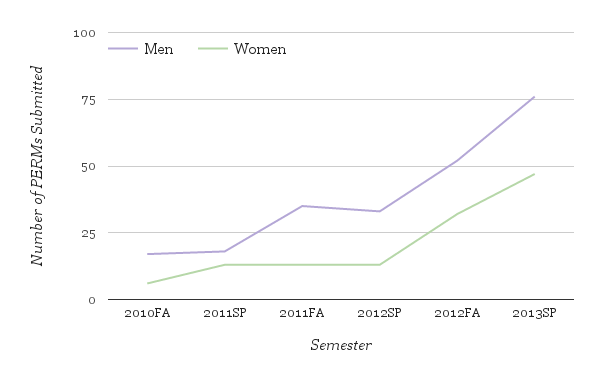 100
Men Women
75
50
25
0
2010FA 2011SP 2011FA 2012SP 2012FA 2013SP
Semester
Number of PERMs Submitted